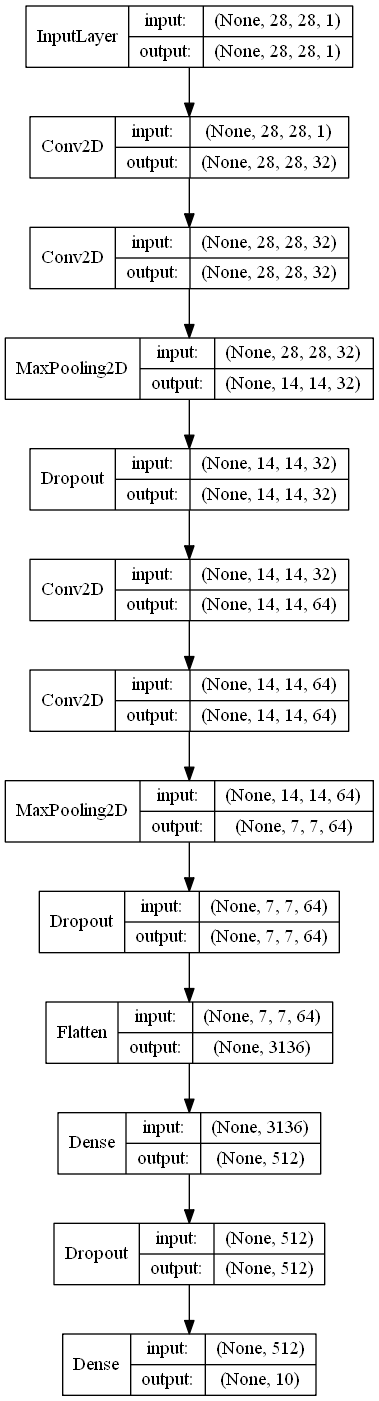 InputLayer
input: (None, 28, 28, 1)
output: (None, 28, 28, 1)
Conv2D
input: (None, 28, 28, 1)
output: (None, 28, 28, 32)
Conv2D
input: (None, 28, 28, 32)
output: (None, 28, 28, 32)
MaxPooling2D
input: (None, 28, 28, 32)
output: (None, 14, 14, 32)
Dropout
input: (None, 14, 14, 32)
output: (None, 14, 14, 32)
Conv2D
input: (None, 14, 14, 32)
output: (None, 14, 14, 64)
Conv2D
input: (None, 14, 14, 64)
output: (None, 14, 14, 64)
MaxPooling2D
input: (None, 14, 14, 64)
output: (None, 7, 7, 64)
Dropout
input: (None, 7, 7, 64)
output: (None, 7, 7, 64)
Flatten
input: (None, 7, 7, 64)
output: (None, 3136)
Dense
input: (None, 3136)
output: (None, 512)
Dropout
input: (None, 512)
output: (None, 512)
Dense
input: (None, 512)
output: (None, 10)